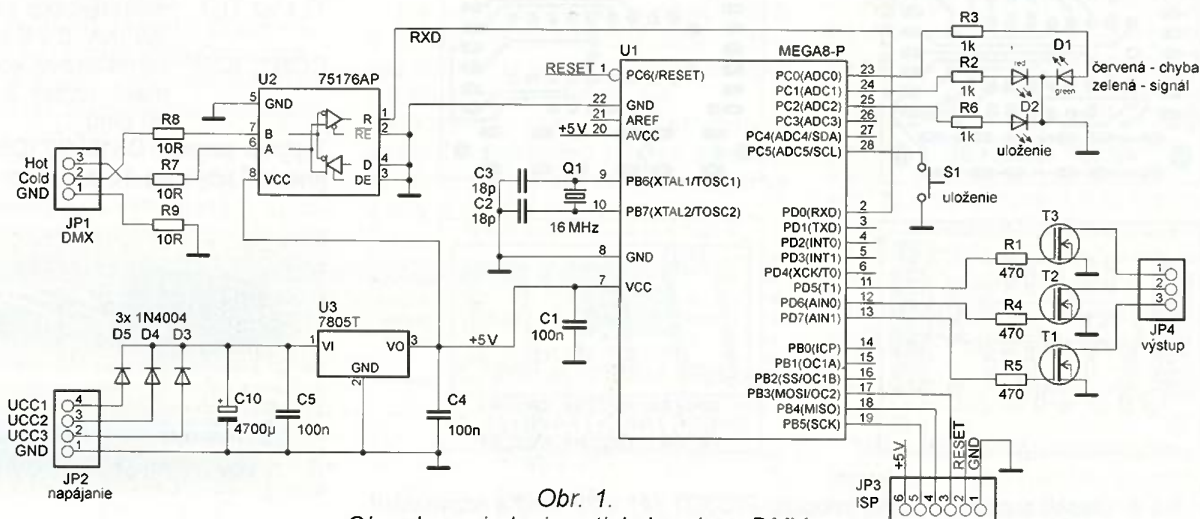 RXD
U2
75176AP
5 GND
B 7
A 6
8 VCC
R 1
RE 2
D 4
DE 3
R8
10R
R7
10R
R9
10R
Hot 3
Cold 2
GND 1
JP1
DMX
3x 1N4004
D5 D4 D3
UCC1 4
UCC2 3
UCC3 2
GND 1
JP2
napájanie
C10
4700µ
C5
100n
U3
7805T
1 VI VO 3
GND
2
+5V
C4
100n
C1
100n
C3
18p
C2
18p
Q1
16 MHz
U1
MEGA8-P
RESET 1 PC6(/RESET)
22 GND
21 AREF
+5V 20 AVCC
9 PB6(XTAL1/TOSC1)
10 PB7(XTAL2/TOSC2)
8 GND
7 VCC
PC0(ADC0) 23
PC1(ADC1) 24
PC2(ADC2) 25
PC3(ADC3) 26
PC4(ADC4/SDA) 27
PC5(ADC5/SCL) 28
PD0(RXD) 2
PD1(TXD) 3
PD2(INT0) 4
PD3(INT1) 5
PD4(XCK/T0) 6
PD5(T1) 11
PD6(AIN0) 12
PD7(AIN1) 13
PB0(ICP) 14
PB1(OC1A) 15
PB2(SS/OC1B) 16
PB3(MOSI/OC2) 17
PB4(MISO) 18
PB5(SCK) 19
R3
1k
R2
1k
R6
1k
red
D1
green
D2
uloženie
červená - chyba
zelená - signál
S1
uloženie
R1
470
R4
470
R5
470
T3
T2
T1
1
2
3
JP4
výstup
JP3
ISP
+5V
RESET
GND
6 5 4 3 2 1
Obr. 1.